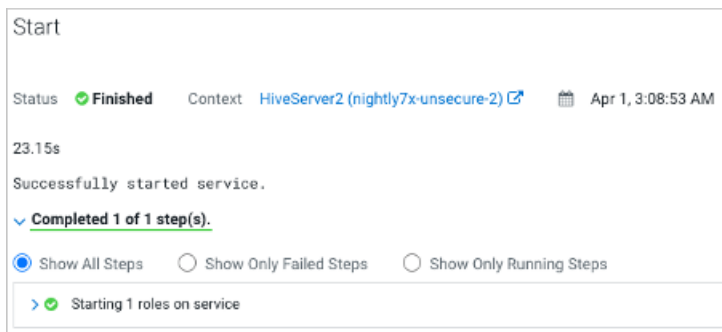 Start
Status Finished Context HiveServer2 (nightly7x-unsecure-2) Apr 1, 3:08:53 AM
23.15s
Successfully started service.
Completed 1 of 1 step(s).
Show All Steps Show Only Failed Steps Show Only Running Steps
Starting 1 roles on service